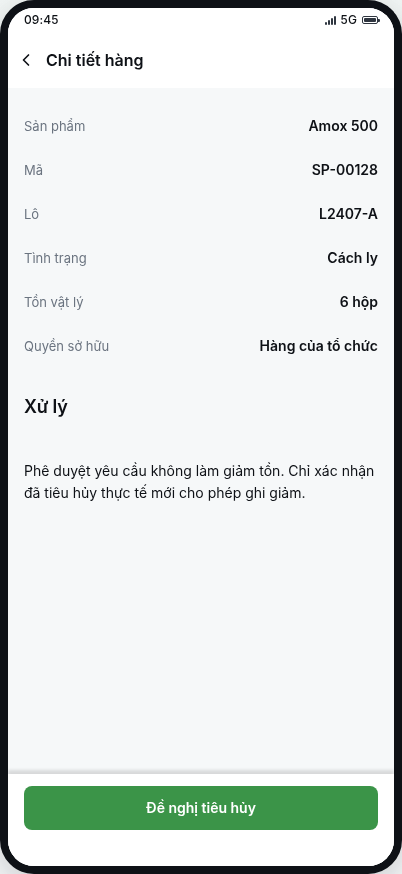 09:45 5G
Chi tiết hàng
Sản phẩm Amox 500
Mã SP-00128
Lô L2407-A
Tình trạng Cách ly
Tồn vật lý 6 hộp
Quyền sở hữu Hàng của tổ chức
Xử lý
Phê duyệt yêu cầu không làm giảm tồn. Chỉ xác nhận
đã tiêu hủy thực tế mới cho phép ghi giảm.
Đề nghị tiêu hủy